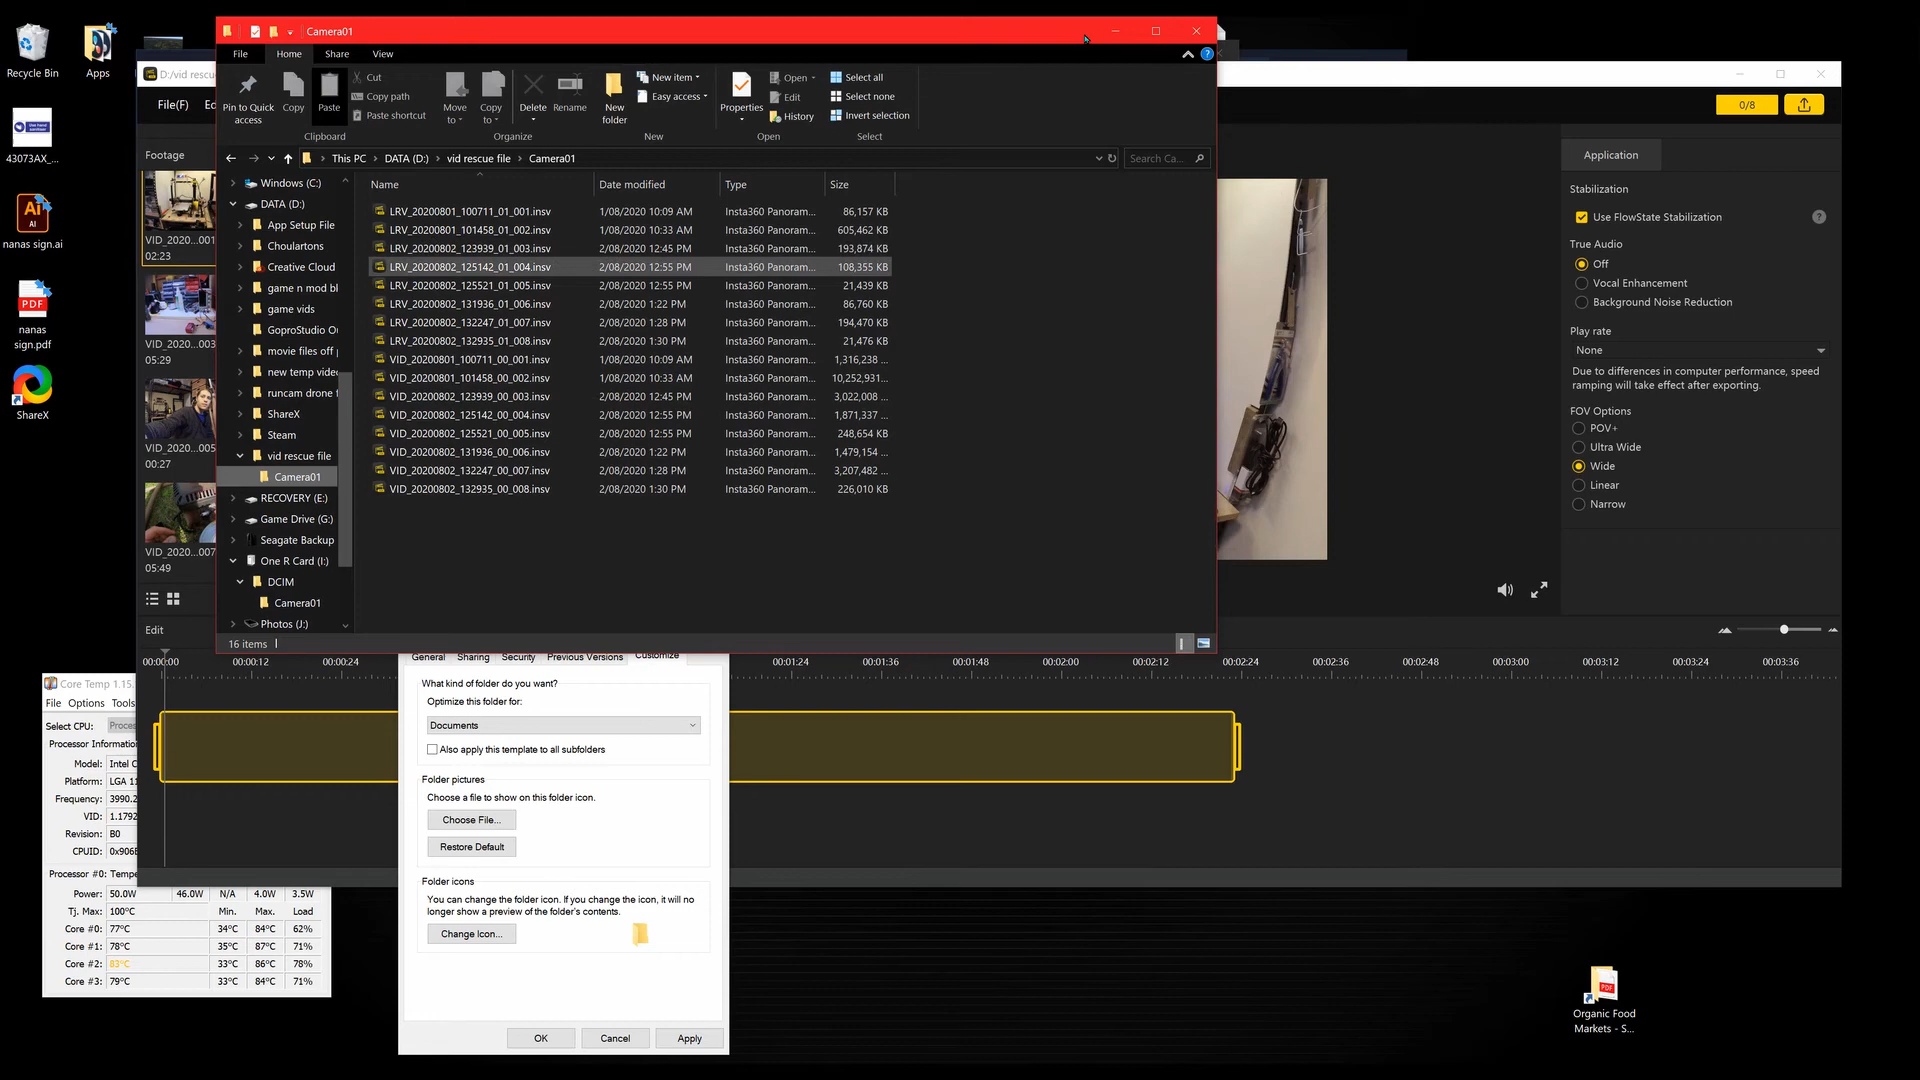 Recycle Bin
Apps
43073AX_...
nanas sign.ai
nanas
sign.pdf
ShareX
Camera01
File
Home
Share
View
Pin to Quick
access
Copy
Paste
Cut
Copy path
Paste shortcut
Clipboard
Move
to
Copy
to
Delete
Rename
Organize
New
folder
New item
Easy access
New
Properties
Open
Edit
History
Open
Select all
Select none
Invert selection
Select
This PC
DATA (D:)
vid rescue file
Camera01
Search Ca...
Windows (C:)
DATA (D:)
App Setup File
Choulartons
Creative Cloud
game n mod bl
game vids
GoproStudio Ou
movie files off
new temp video
runcam drone f
ShareX
Steam
vid rescue file
Camera01
RECOVERY (E:)
Game Drive (G:)
Seagate Backup
One R Card (I:)
DCIM
Camera01
Photos (J:)
Name Date modified Type Size
LRV_20200801_100711_01_001.insv 1/08/2020 10:09 AM Insta360 Panoram... 86,157 KB
LRV_20200801_101458_01_002.insv 1/08/2020 10:33 AM Insta360 Panoram... 605,462 KB
LRV_20200802_123939_01_003.insv 2/08/2020 12:45 PM Insta360 Panoram... 193,874 KB
LRV_20200802_125142_01_004.insv 2/08/2020 12:55 PM Insta360 Panoram... 108,355 KB
LRV_20200802_125521_01_005.insv 2/08/2020 12:55 PM Insta360 Panoram... 21,439 KB
LRV_20200802_131936_01_006.insv 2/08/2020 1:22 PM Insta360 Panoram... 86,760 KB
LRV_20200802_132247_01_007.insv 2/08/2020 1:28 PM Insta360 Panoram... 194,470 KB
LRV_20200802_132935_01_008.insv 2/08/2020 1:30 PM Insta360 Panoram... 21,476 KB
VID_20200801_100711_00_001.insv 1/08/2020 10:09 AM Insta360 Panoram... 1,316,238 ...
VID_20200801_101458_00_002.insv 1/08/2020 10:33 AM Insta360 Panoram... 10,252,931...
VID_20200802_123939_00_003.insv 2/08/2020 12:45 PM Insta360 Panoram... 3,022,008 ...
VID_20200802_125142_00_004.insv 2/08/2020 12:55 PM Insta360 Panoram... 1,871,337 ...
VID_20200802_125521_00_005.insv 2/08/2020 12:55 PM Insta360 Panoram... 248,654 KB
VID_20200802_131936_00_006.insv 2/08/2020 1:22 PM Insta360 Panoram... 1,479,154 ...
VID_20200802_132247_00_007.insv 2/08/2020 1:28 PM Insta360 Panoram... 3,207,482 ...
VID_20200802_132935_00_008.insv 2/08/2020 1:30 PM Insta360 Panoram... 226,010 KB
16 items
D:/vid rescu
File(F)
Ed
Footage
VID_2020...001
02:23
VID_2020...003
05:29
VID_2020...005
00:27
VID_2020...007
05:49
Edit
0/8
Application
Stabilization
Use FlowState Stabilization
?
True Audio
Off
Vocal Enhancement
Background Noise Reduction
Play rate
None
Due to differences in computer performance, speed
ramping will take effect after exporting.
FOV Options
POV+
Ultra Wide
Wide
Linear
Narrow
00:00:00 00:00:12 00:00:24 00:01:24 00:01:36 00:01:48 00:02:00 00:02:12 00:02:24 00:02:36 00:02:48 00:03:00 00:03:12 00:03:24 00:03:36
General Sharing Security Previous Versions Customize
What kind of folder do you want?
Optimize this folder for:
Documents
Also apply this template to all subfolders
Folder pictures
Choose a file to show on this folder icon.
Choose File...
Restore Default
Folder icons
You can change the folder icon. If you change the icon, it will no
longer show a preview of the folder's contents.
Change Icon...
OK
Cancel
Apply
Core Temp 1.15.
File Options Tools
Select CPU: Proces
Processor Information
Model: Intel C
Platform: LGA 11
Frequency: 3990.2
VID: 1.1792
Revision: B0
CPUID: 0x906E
Processor #0: Tempe
Power: 50.0W 46.0W N/A 4.0W 3.5W
Tj. Max: 100°C Min. Max. Load
Core #0: 77°C 34°C 84°C 62%
Core #1: 78°C 35°C 87°C 71%
Core #2: 83°C 33°C 86°C 78%
Core #3: 79°C 33°C 84°C 71%
Organic Food
Markets - S...